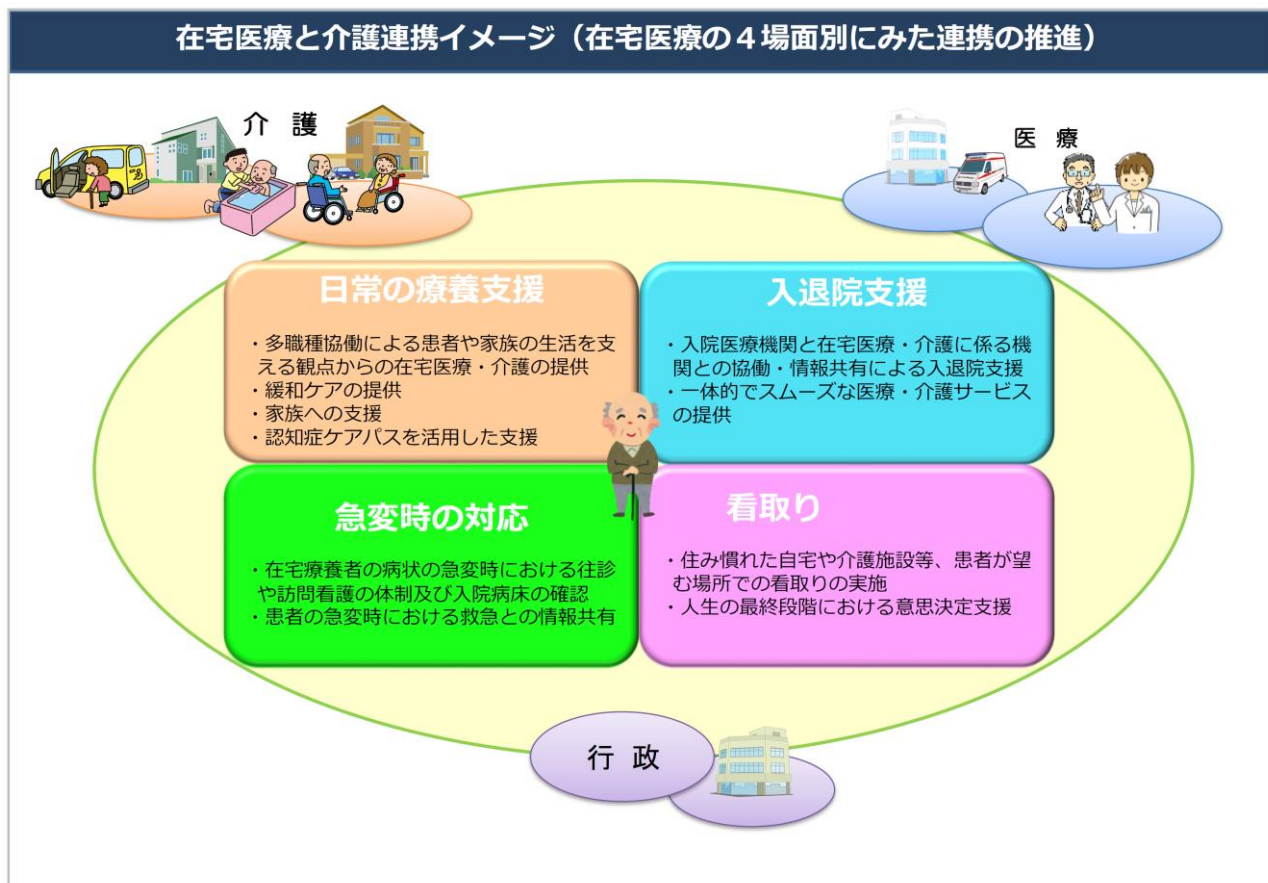 在宅医療と介護連携イメージ（在宅医療の４場面別にみた連携の推進）
介 護
医 療
日常の療養支援
・多職種協働による患者や家族の生活を支
える観点からの在宅医療・介護の提供
・緩和ケアの提供
・家族への支援
・認知症ケアパスを活用した支援
入退院支援
・入院医療機関と在宅医療・介護に係る機
関との協働・情報共有による入退院支援
・一体的でスムーズな医療・介護サービス
の提供
急変時の対応
・在宅療養者の病状の急変時における往診
や訪問看護の体制及び入院病床の確認
・患者の急変時における救急との情報共有
看取り
・住み慣れた自宅や介護施設等、患者が望
む場所での看取りの実施
・人生の最終段階における意思決定支援
行 政